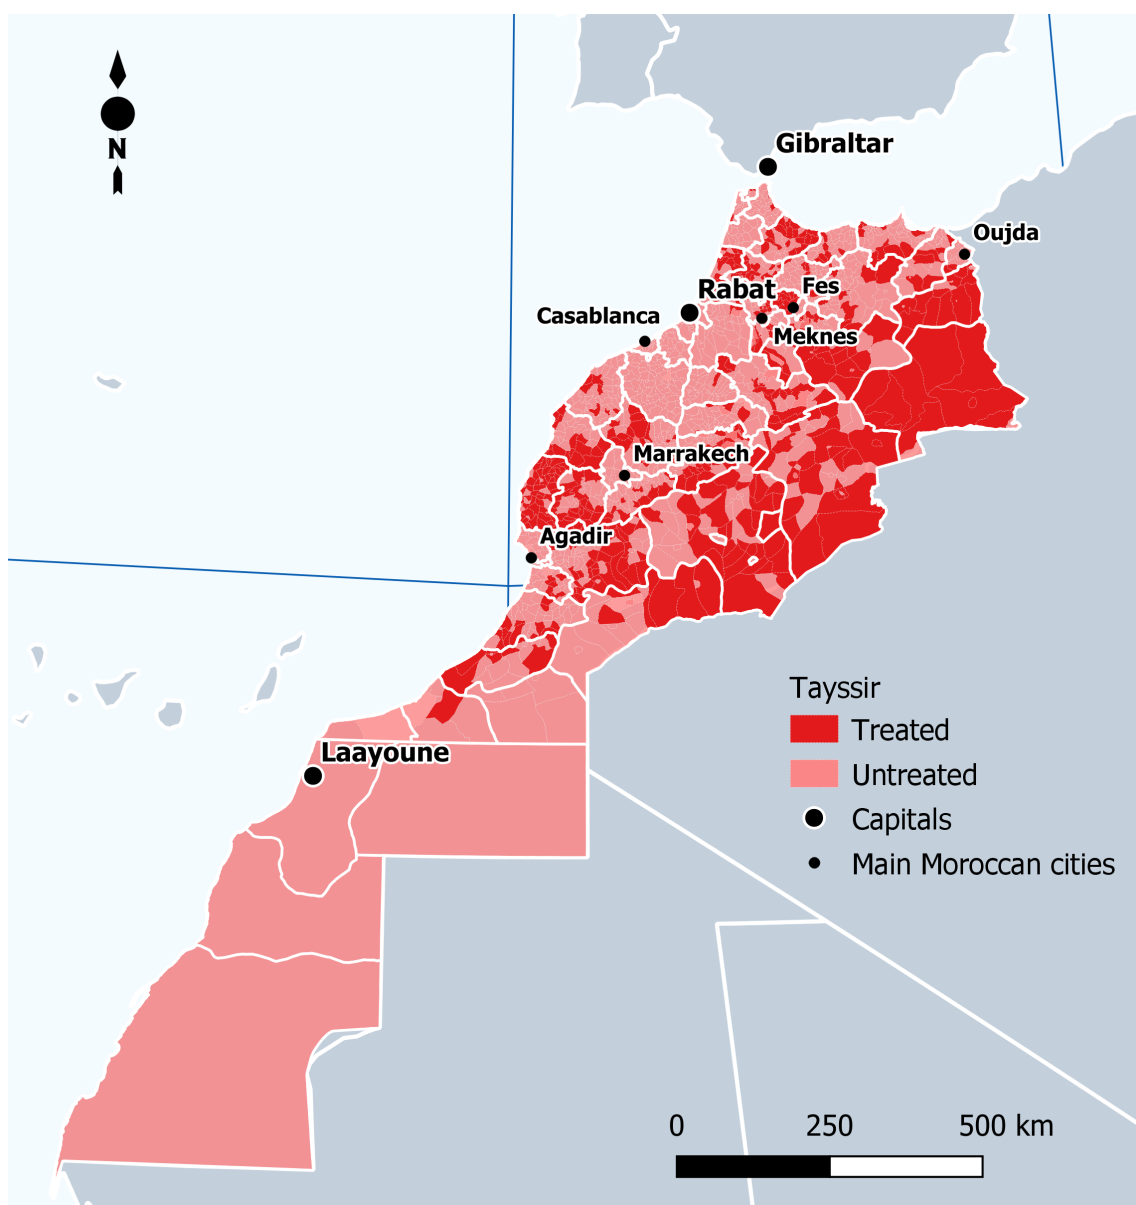 N
Gibraltar
Oujda
Rabat
Fes
Casablanca
Meknes
Marrakech
Agadir
Laayoune
Tayssir
Treated
Untreated
Capitals
Main Moroccan cities
0 250 500 km